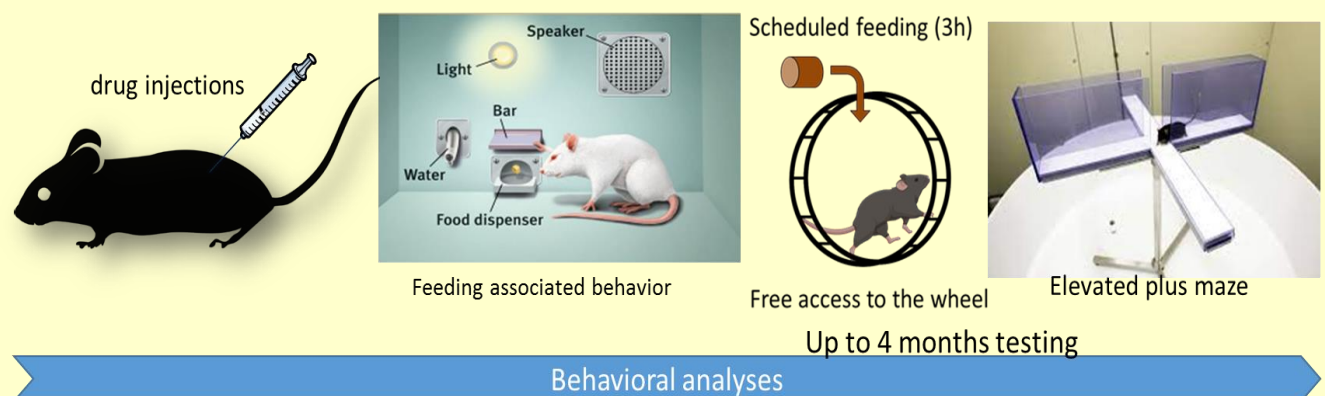 drug injections
Speaker
Light
Bar
Water
Food dispenser
Feeding associated behavior
Scheduled feeding (3h)
Free access to the wheel
Elevated plus maze
Up to 4 months testing
Behavioral analyses